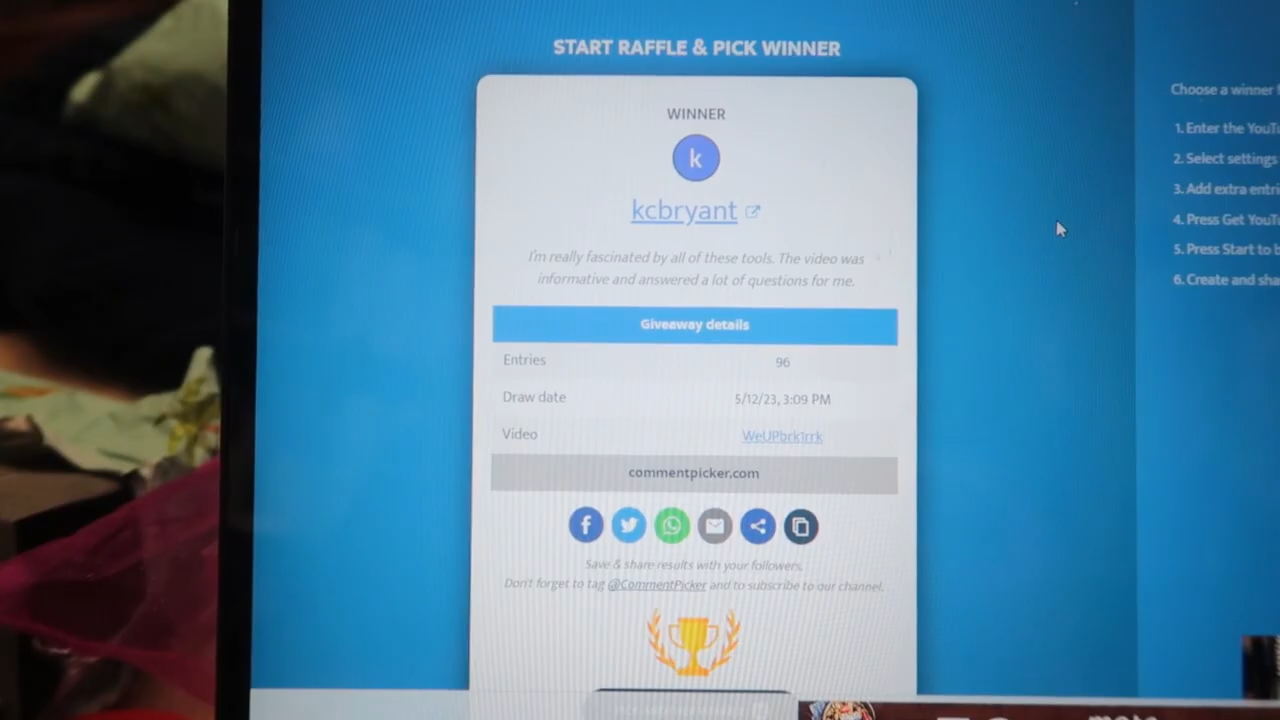 START RAFFLE & PICK WINNER
WINNER
k
kcbryant
I'm really fascinated by all of these tools. The video was
informative and answered a lot of questions for me.
Giveaway details
Entries 96
Draw date 5/12/23, 3:09 PM
Video WeUPbrk1rrk
commentpicker.com
Save & share results with your followers.
Don't forget to tag @CommentPicker and to subscribe to our channel.
Choose a winner
1. Enter the YouT
2. Select settings
3. Add extra entri
4. Press Get YouT
5. Press Start to b
6. Create and sha